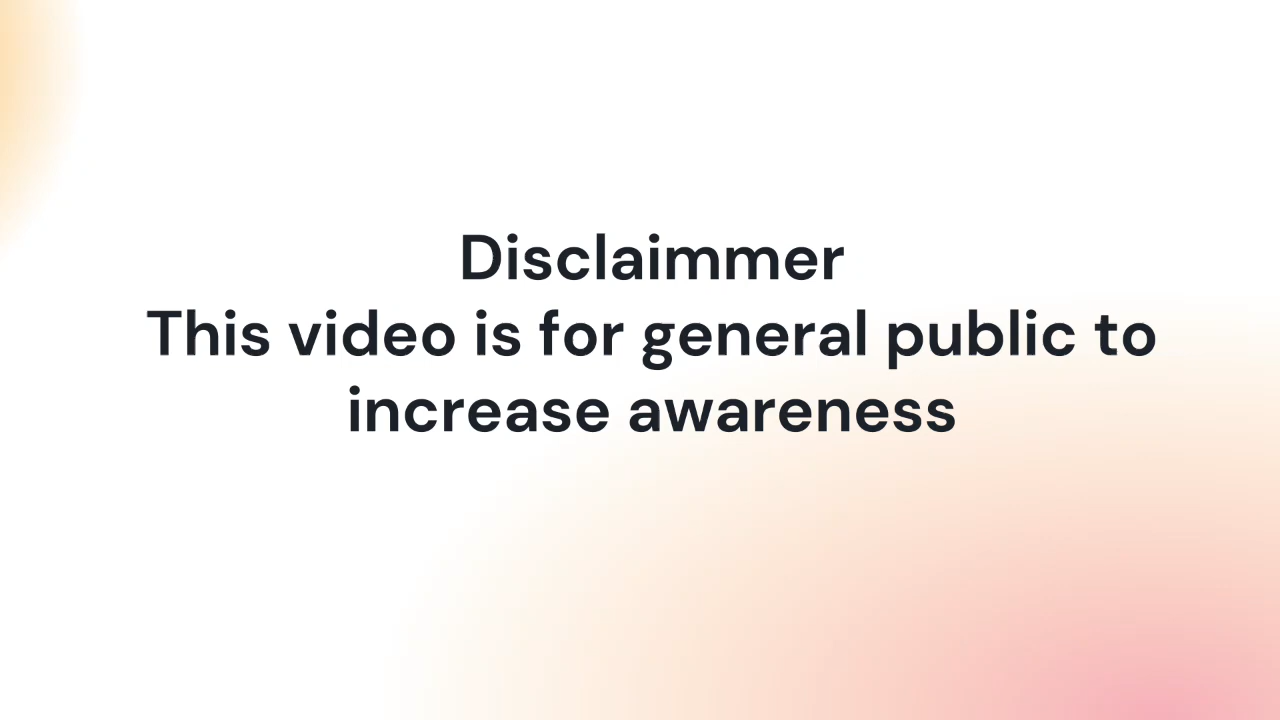 Disclaimmer
This video is for general public to
increase awareness